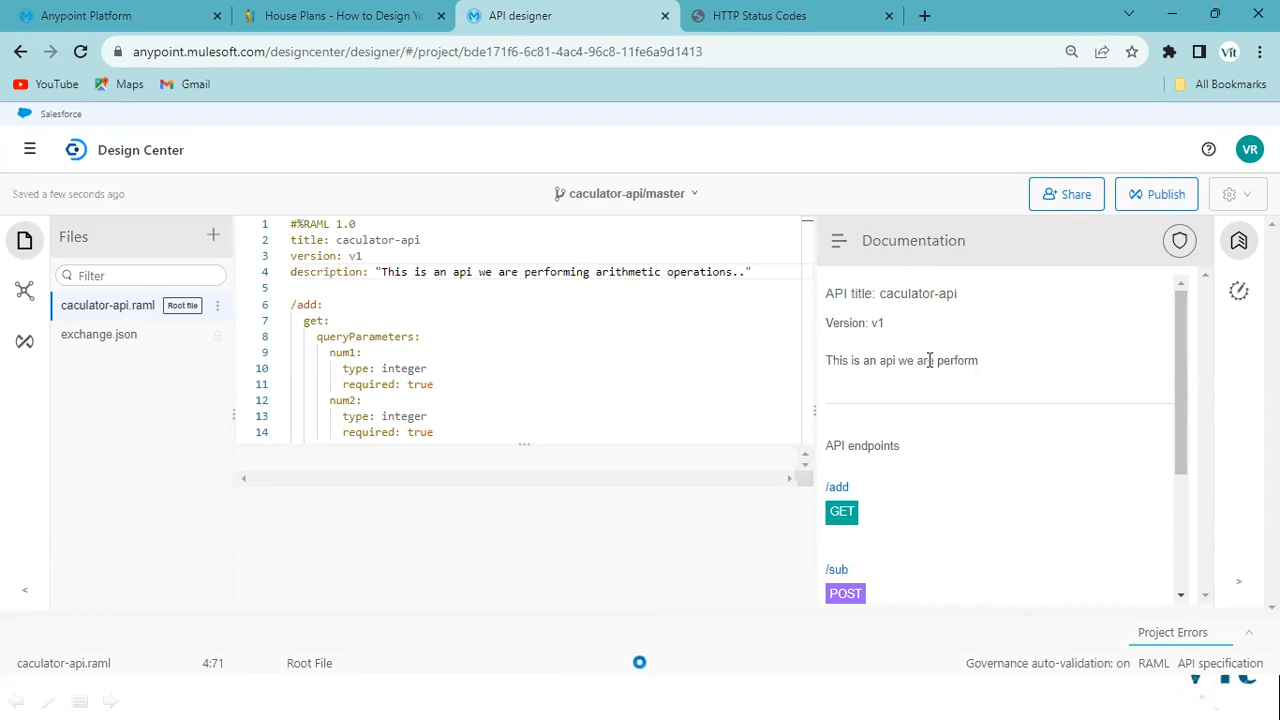 Anypoint Platform
House Plans - How to Design Yo
API designer
HTTP Status Codes
anypoint.mulesoft.com/designcenter/designer/#/project/bde171f6-6c81-4ac4-96c8-11fe6a9d1413
Vit
YouTube
Maps
Gmail
All Bookmarks
Salesforce
Design Center
VR
Saved a few seconds ago
caculator-api/master
Share
Publish
Files
Filter
caculator-api.raml
Root file
exchange.json
1 #%RAML 1.0
2 title: caculator-api
3 version: v1
4 description: "This is an api we are performing arithmetic operations.."
5
6 /add:
7 get:
8 queryParameters:
9 num1:
10 type: integer
11 required: true
12 num2:
13 type: integer
14 required: true
Documentation
API title: caculator-api
Version: v1
This is an api we are perform
API endpoints
/add
GET
/sub
POST
Project Errors
caculator-api.raml
4:71
Root File
Governance auto-validation: on
RAML
API specification